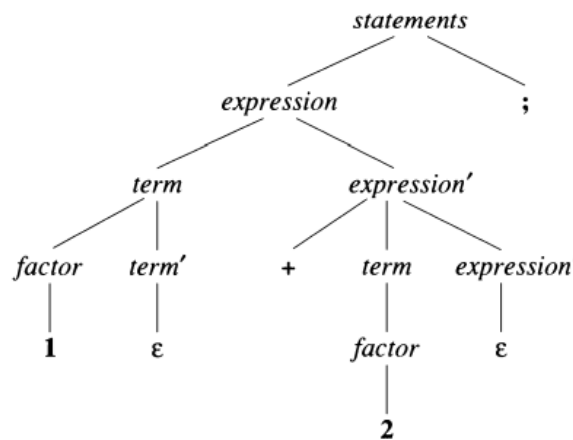 statements
expression ;
term expression′
factor term′ + term expression
1 ε factor ε
2